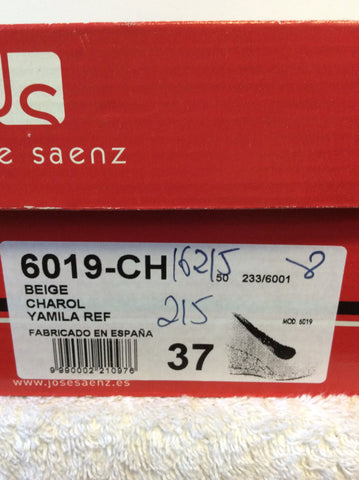 JS
e saenz
6019-CH 16215 50 233/6001 8
BEIGE
CHAROL
YAMILA REF 215
MOD. 6019
FABRICADO EN ESPAÑA
37
9 990002 210976
www.josesaenz.es